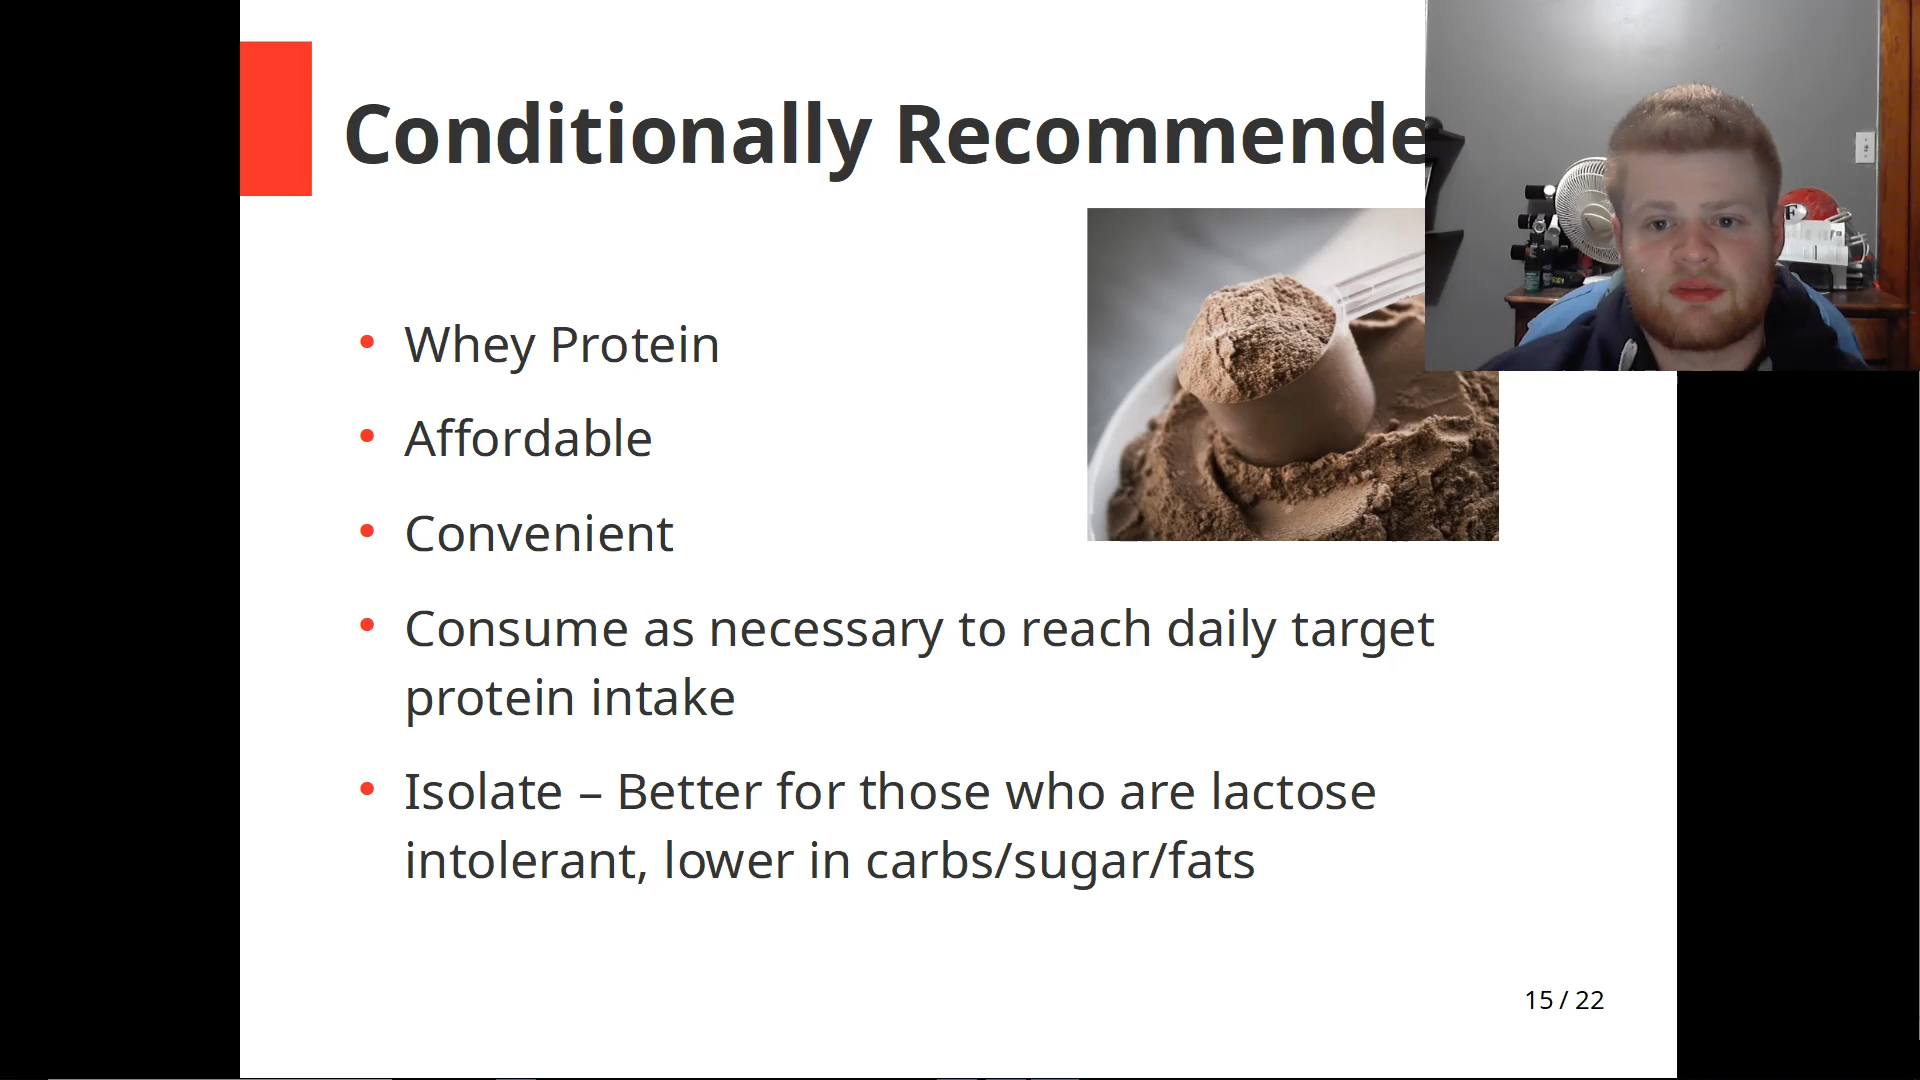 Conditionally Recommende
• Whey Protein
• Affordable
• Convenient
• Consume as necessary to reach daily target
protein intake
• Isolate – Better for those who are lactose
intolerant, lower in carbs/sugar/fats
15 / 22